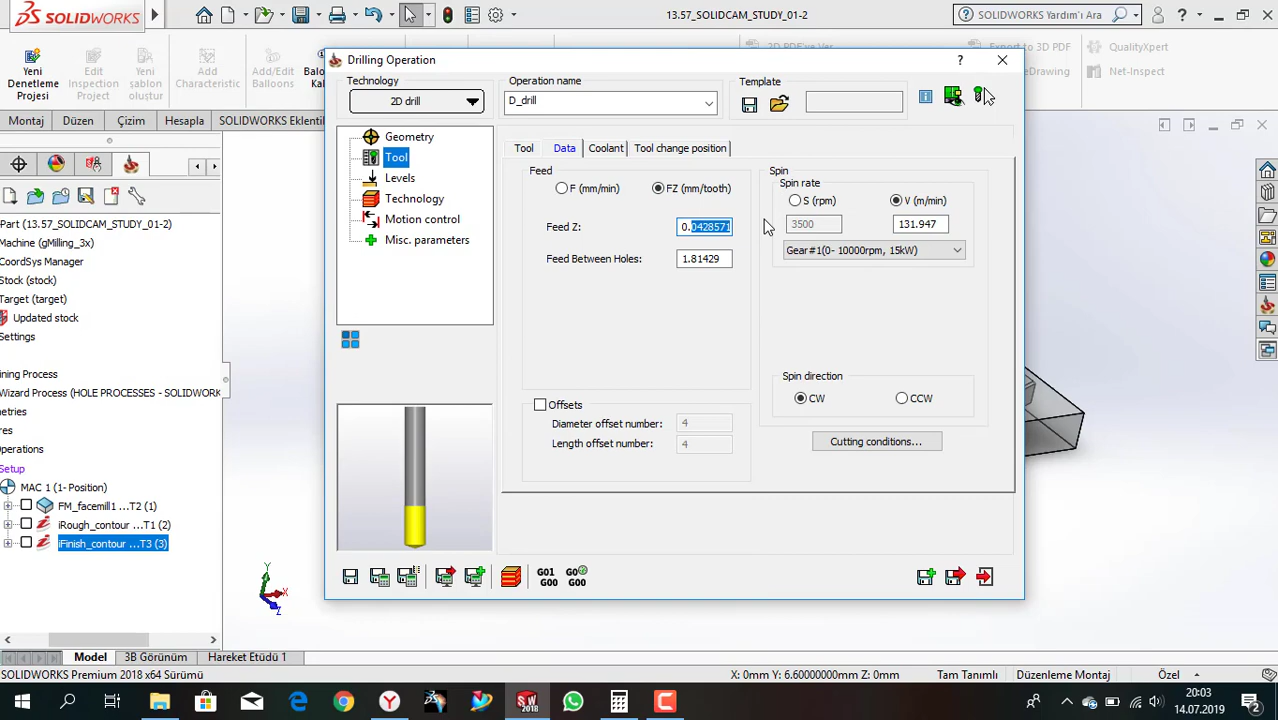 SOLIDWORKS
13.57_SOLIDCAM_STUDY_01-2
SOLIDWORKS Yardım'ı Ara
?
Yeni
Denetleme
Projesi
Edit
Inspection
Project
Yeni
şablon
oluştur
Add
Characteristic
Add/Edit
Balloons
Export to 3D PDF
QualityXpert
Net-Inspect
Montaj
Düzen
Çizim
Hesapla
SOLIDWORKS Eklentil
Part (13.57_SOLIDCAM_STUDY_01-2)
Machine (gMilling_3x)
CoordSys Manager
Stock (stock)
Target (target)
Updated stock
Settings
Machining Process
HOLE PROCESSES - SOLIDWORK
MAC 1 (1- Position)
FM_facemill1 ...T2 (1)
iRough_contour ...T1 (2)
iFinish_contour ...T3 (3)
Drilling Operation
?
Technology
2D drill
Operation name
D_drill
Template
Geometry
Tool
Levels
Technology
Motion control
Misc. parameters
Tool
Data
Coolant
Tool change position
Feed
F (mm/min)
FZ (mm/tooth)
Feed Z:
0.0428571
Feed Between Holes:
1.81429
Spin
Spin rate
S (rpm)
V (m/min)
3500
131.947
Gear#1(0- 10000rpm, 15kW)
Spin direction
CW
CCW
Offsets
Diameter offset number:
4
Length offset number:
4
Cutting conditions...
G01
G00
G0
G00
X
Y
Z
Model
3B Görünüm
Hareket Etüdü 1
SOLIDWORKS Premium 2018 x64 Sürümü
X: 0mm Y: 6.60000000mm Z: 0mm
Tam Tanımlı
Düzenleme Montaj
Özel
SW
2018
20:03
14.07.2019
2